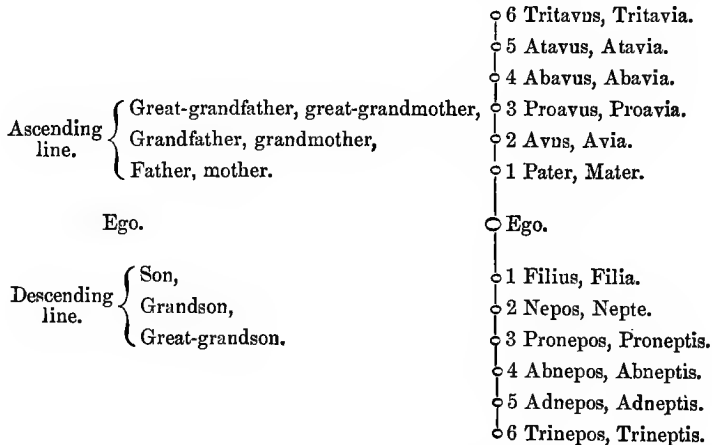 6 Tritavus, Tritavia.
5 Atavus, Atavia.
4 Abavus, Abavia.
Great-grandfather, great-grandmother, 3 Proavus, Proavia.
Ascending line. Grandfather, grandmother, 2 Avus, Avia.
Father, mother. 1 Pater, Mater.
Ego. Ego.
Son, 1 Filius, Filia.
Descending line. Grandson, 2 Nepos, Nepte.
Great-grandson. 3 Pronepos, Proneptis.
4 Abnepos, Abneptis.
5 Adnepos, Adneptis.
6 Trinepos, Trineptis.